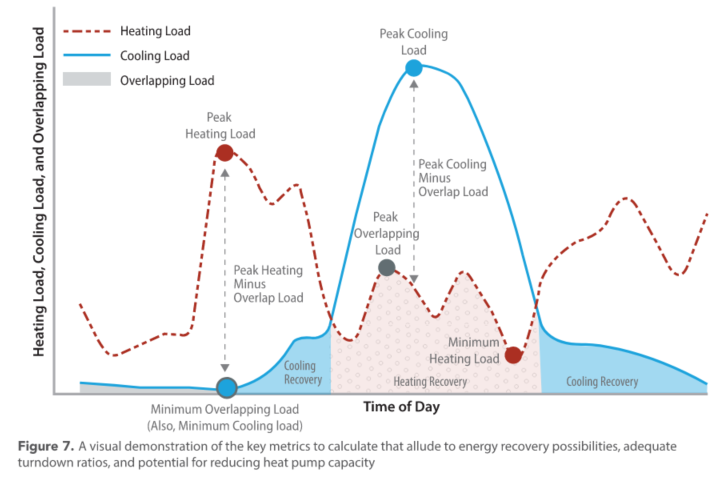 Heating Load, Cooling Load, and Overlapping Load
Heating Load
Cooling Load
Overlapping Load
Peak
Heating Load
Peak Cooling
Load
Peak Cooling
Minus
Overlap Load
Peak
Overlapping
Load
Peak Heating
Minus
Overlap Load
Minimum
Heating Load
Cooling
Recovery
Heating Recovery
Cooling Recovery
Minimum Overlapping Load
(Also, Minimum Cooling load)
Time of Day
Figure 7. A visual demonstration of the key metrics to calculate that allude to energy recovery possibilities, adequate
turndown ratios, and potential for reducing heat pump capacity